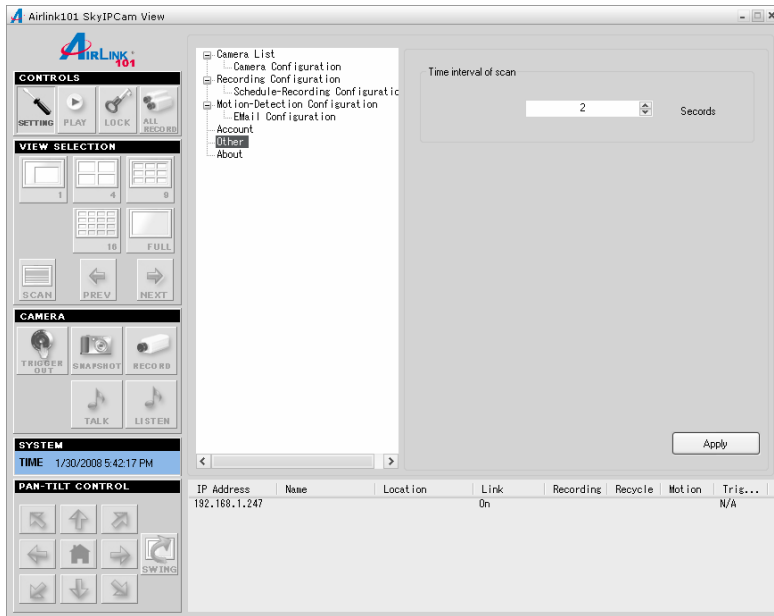 Airlink101 SkyIPCam View
AIRLINK 101
CONTROLS
SETTING PLAY LOCK ALL RECORD
VIEW SELECTION
1 4 9
16 FULL
SCAN PREV NEXT
CAMERA
TRIGGER OUT SNAPSHOT RECORD
TALK LISTEN
SYSTEM
TIME 1/30/2008 5:42:17 PM
PAN-TILT CONTROL
SWING
Camera List
Camera Configuration
Recording Configuration
Schedule-Recording Configuratic
Motion-Detection Configuration
EMail Configuration
Account
Other
About
Time interval of scan
2 Secords
Apply
IP Address Name Location Link Recording Recycle Motion Trig...
192.168.1.247 On N/A